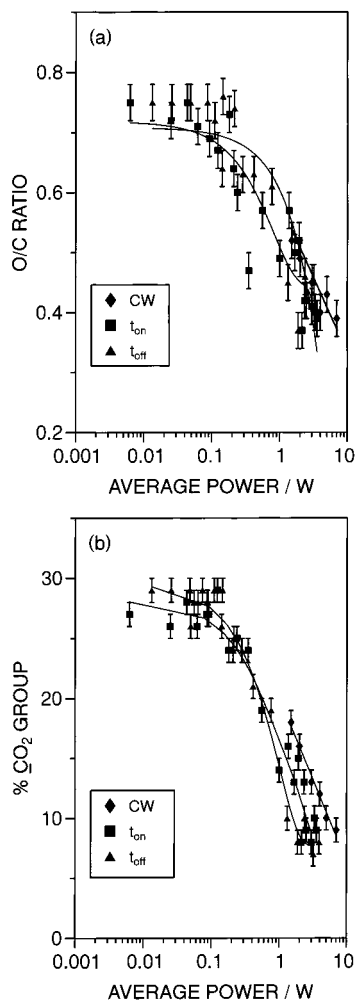 (a)
0.8
0.6
0.4
0.2
O/C RATIO
CW
t_on
t_off
0.001 0.01 0.1 1 10
AVERAGE POWER / W
(b)
30
20
10
0
% CO₂ GROUP
CW
t_on
t_off
0.001 0.01 0.1 1 10
AVERAGE POWER / W